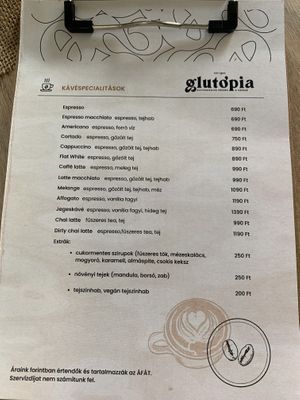 glutopia
KÁVÉSPECIALITÁSOK
Espresso 690 Ft
Espresso macchiato espresso, tejhab 690 Ft
Americano espresso, forró víz 690 Ft
Cortado espresso, gőzölt tej 750 Ft
Cappuccino espresso, gőzölt tej, tejhab 890 Ft
Flat White espresso, gőzölt tej 890 Ft
Caffé latte espresso, meleg tej 990 Ft
Latte macchiato espresso, gőzölt tej, tejhab 990 Ft
Melange espresso, gőzölt tej, tejhab, méz 1090 Ft
Affogato espresso, vanília fagyi 1190 Ft
Jegeskávé espresso, vanília fagyi, hideg tej 1390 Ft
Chai latte fűszeres tea, tej 990 Ft
Dirty chai latte espresso,fűszeres tea, tej 1190 Ft
Extrák:
• cukormentes szirupok (fűszeres tök, mézeskalács, 250 Ft
mogyoró, karamell, almáspite, csokis keksz
• növényi tejek (mandula, borsó, zab) 250 Ft
• tejszínhab, vegán tejszínhab 200 Ft
Áraink forintban értendők és tartalmazzák az ÁFÁT.
Szervízdíjat nem számítunk fel.